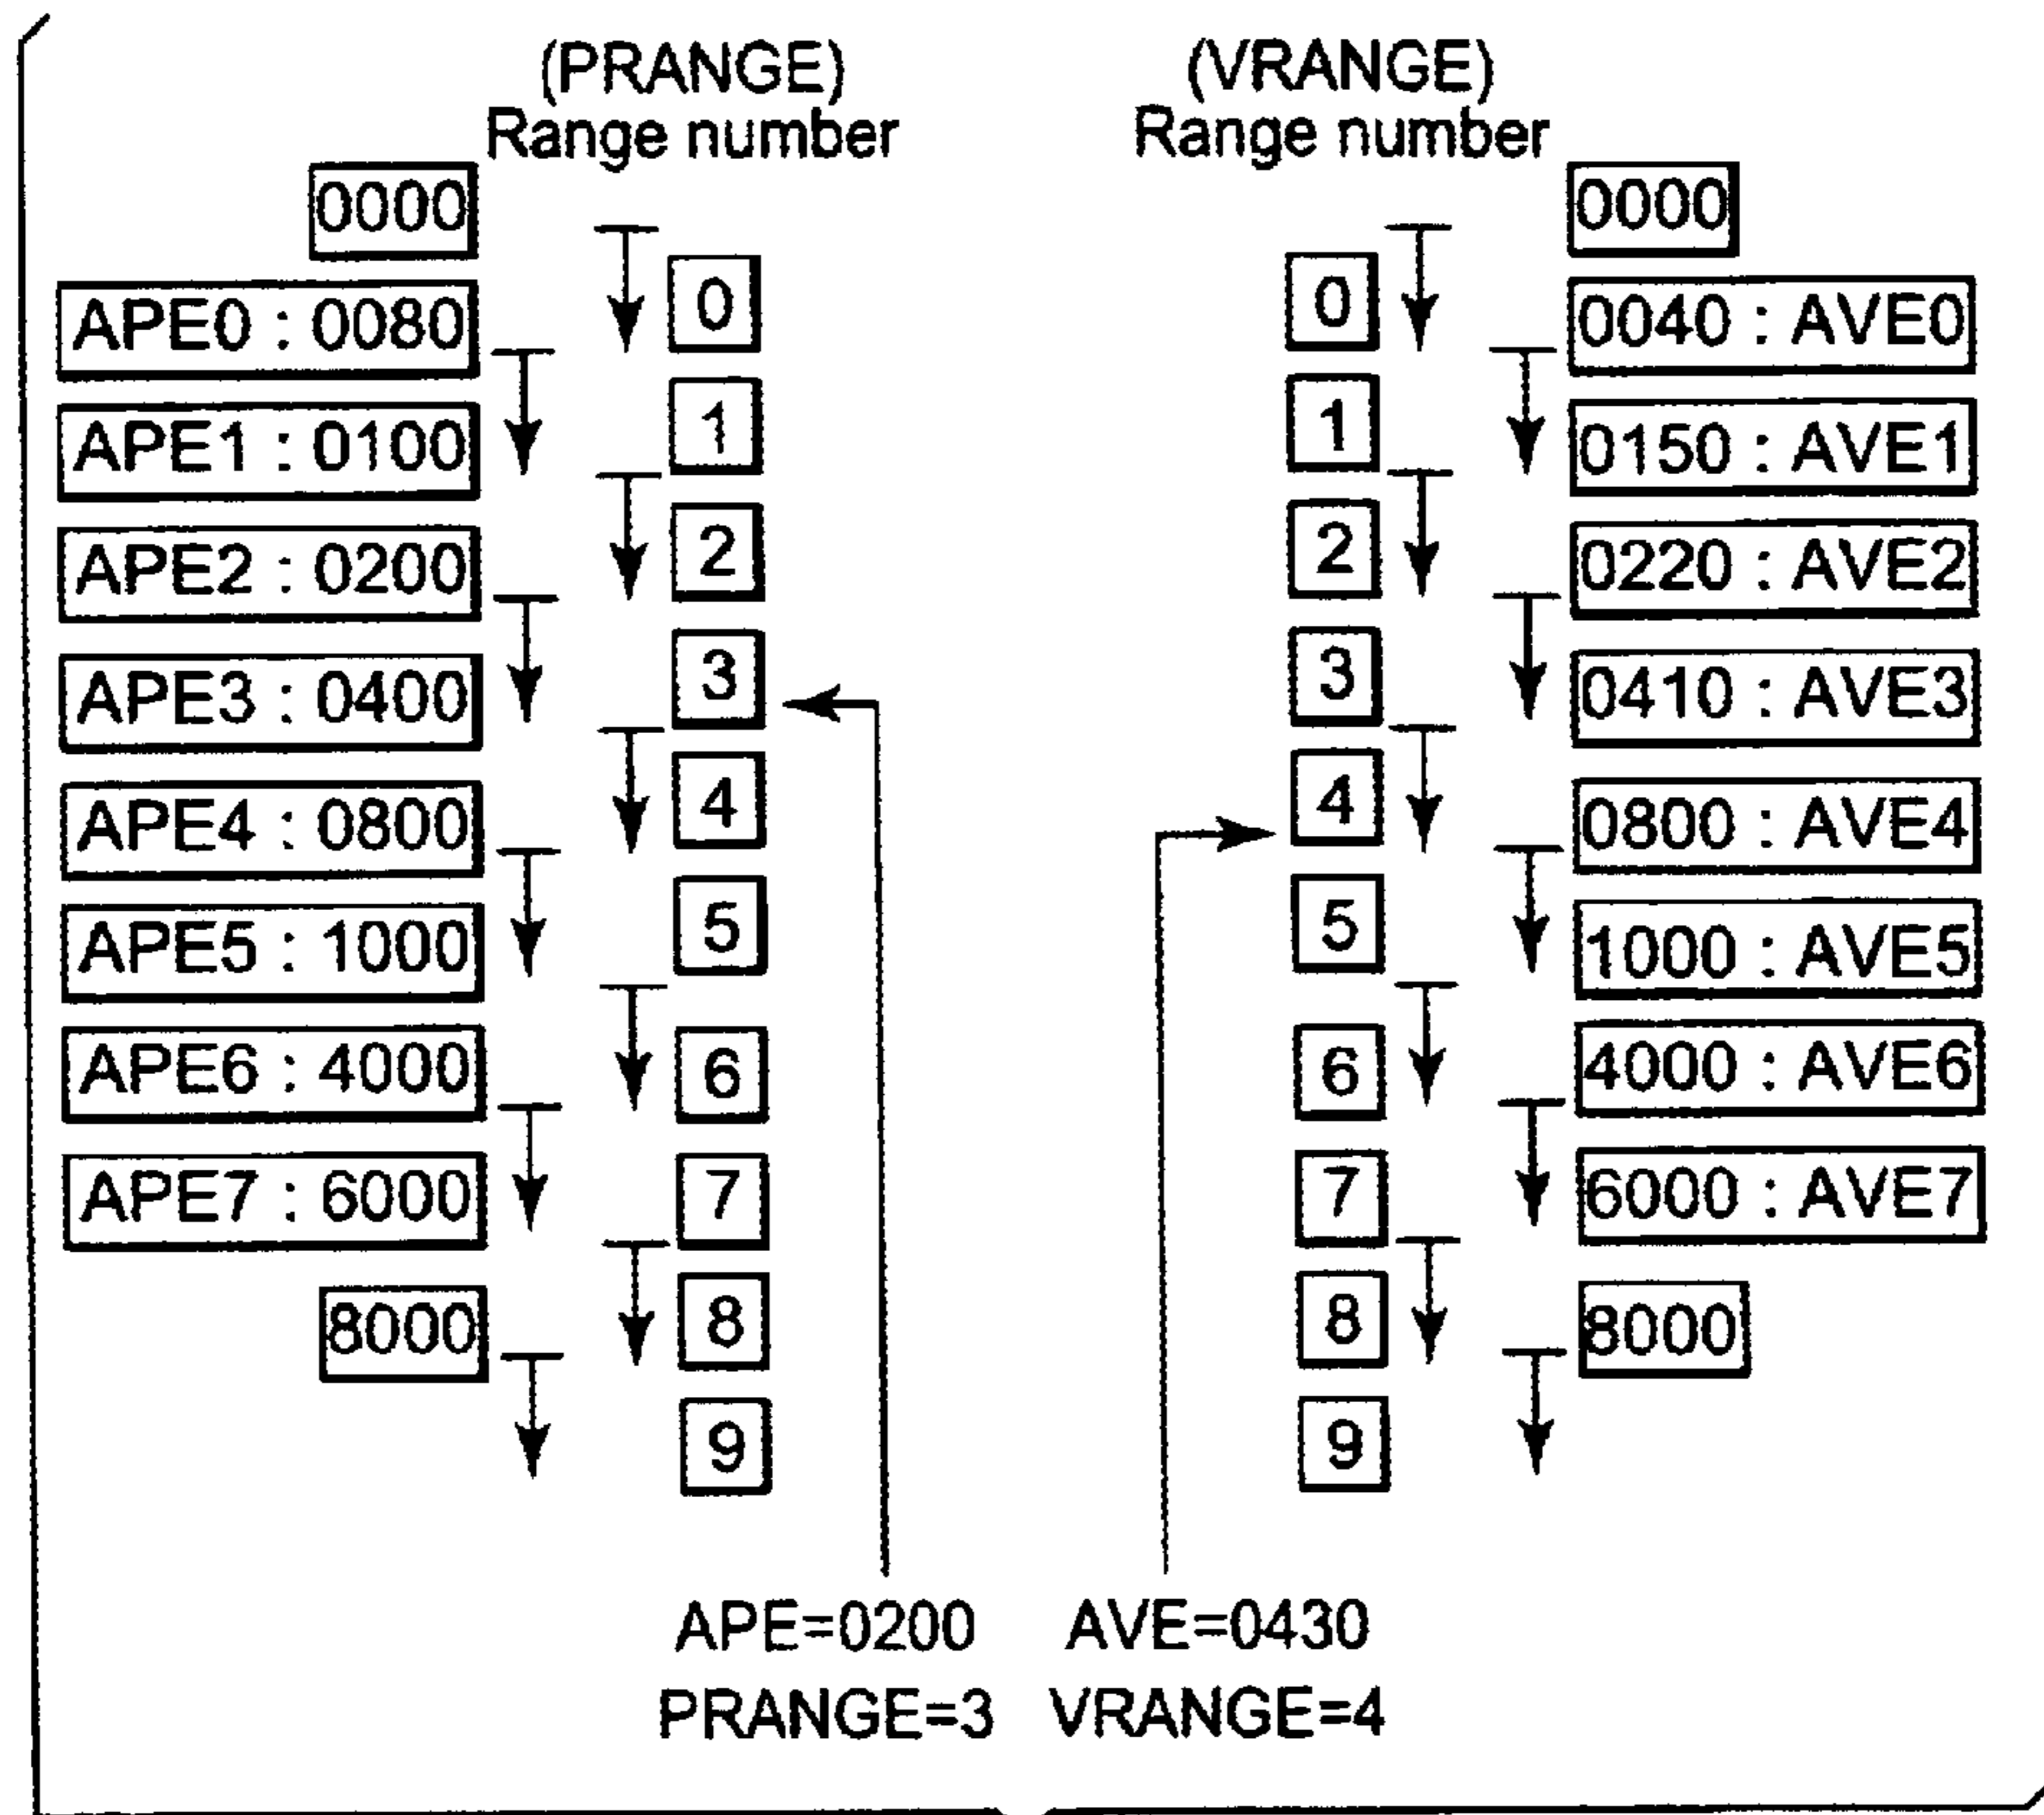 (PRANGE)
Range number
(VRANGE)
Range number
0000
APE0 : 0080
APE1 : 0100
APE2 : 0200
APE3 : 0400
APE4 : 0800
APE5 : 1000
APE6 : 4000
APE7 : 6000
8000
0
1
2
3
4
5
6
7
8
9
0
1
2
3
4
5
6
7
8
9
0000
0040 : AVE0
0150 : AVE1
0220 : AVE2
0410 : AVE3
0800 : AVE4
1000 : AVE5
4000 : AVE6
6000 : AVE7
8000
APE=0200
PRANGE=3
AVE=0430
VRANGE=4